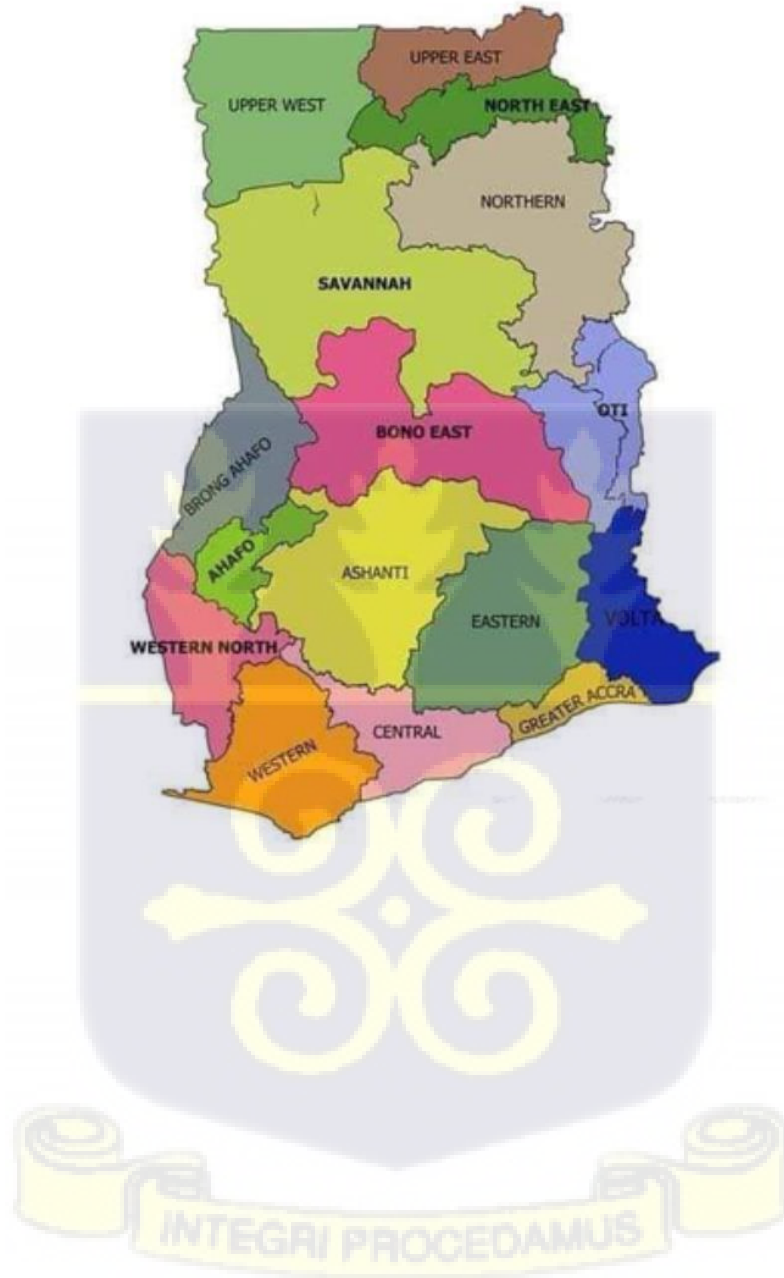 UPPER EAST
UPPER WEST
NORTH EAST
NORTHERN
SAVANNAH
OTI
BONO EAST
BRONG AHAFO
AHAFO
ASHANTI
EASTERN
VOLTA
WESTERN NORTH
GREATER ACCRA
CENTRAL
WESTERN
INTEGRI PROCEDAMUS